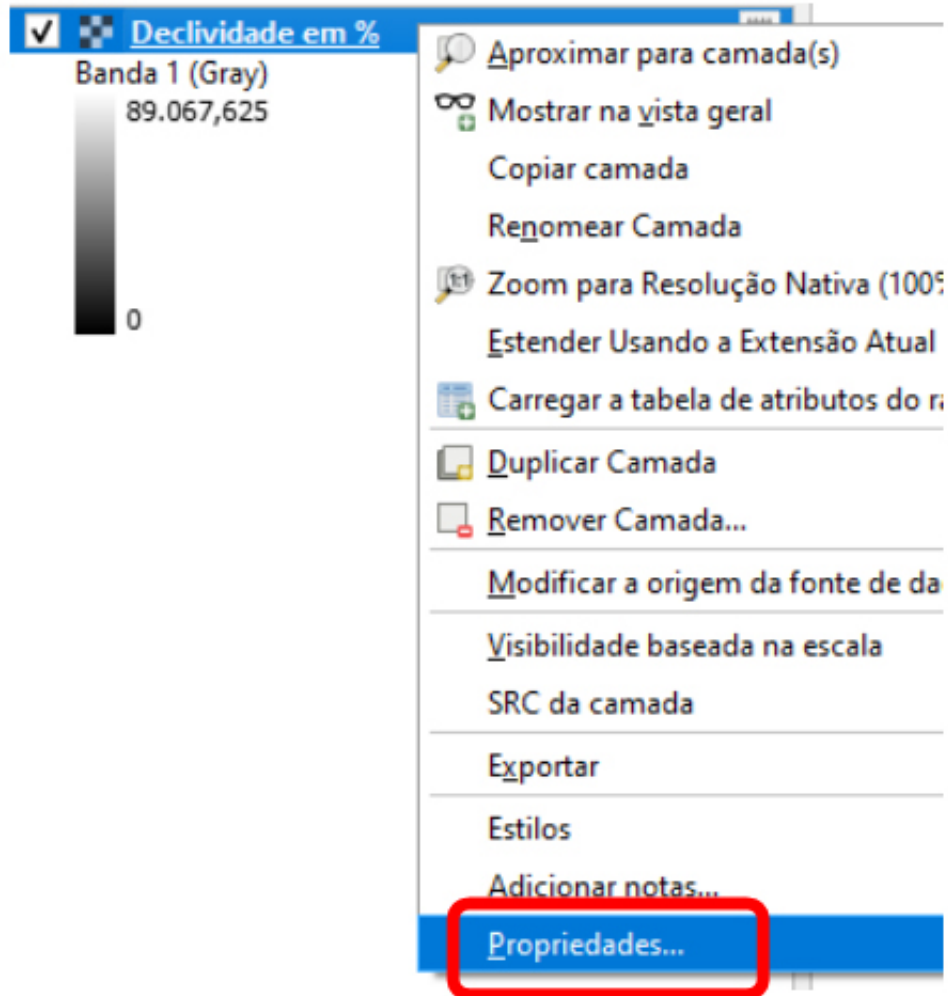 Declividade em %
Banda 1 (Gray)
89.067,625
0
Aproximar para camada(s)
Mostrar na vista geral
Copiar camada
Renomear Camada
Zoom para Resolução Nativa (100%
Estender Usando a Extensão Atual
Carregar a tabela de atributos do ra
Duplicar Camada
Remover Camada...
Modificar a origem da fonte de da
Visibilidade baseada na escala
SRC da camada
Exportar
Estilos
Adicionar notas...
Propriedades...